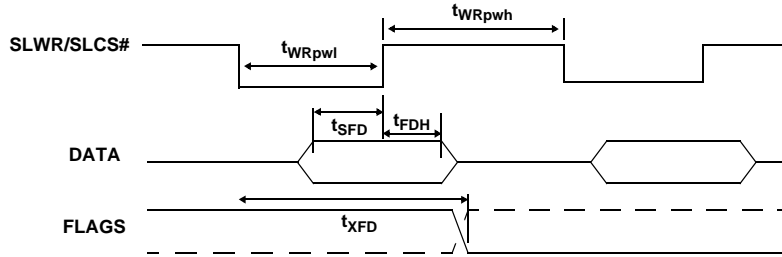 tWRpwh
SLWR/SLCS#
tWRpwl
tSFD
tFDH
DATA
tXFD
FLAGS